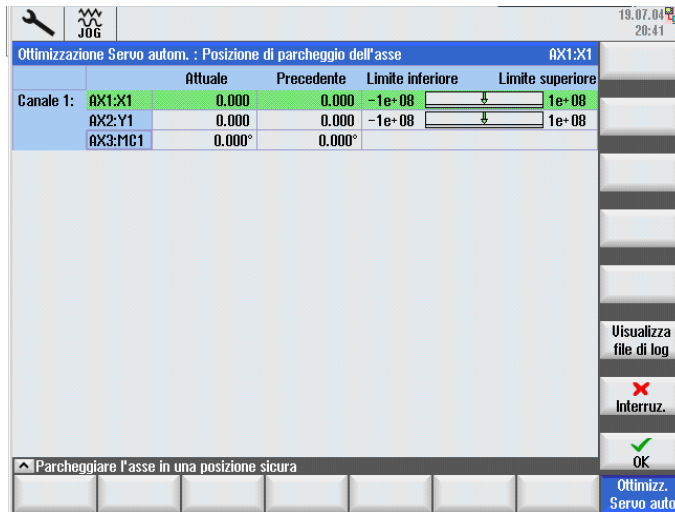 JOG
19.07.04
20:41
Ottimizzazione Servo autom. : Posizione di parcheggio dell'asse AX1:X1
Attuale Precedente Limite inferiore Limite superiore
Canale 1: AX1:X1 0.000 0.000 -1e+08 1e+08
AX2:Y1 0.000 0.000 -1e+08 1e+08
AX3:MC1 0.000° 0.000°
Visualizza
file di log
Interruz.
OK
Parcheggiare l'asse in una posizione sicura
Ottimizz.
Servo auto